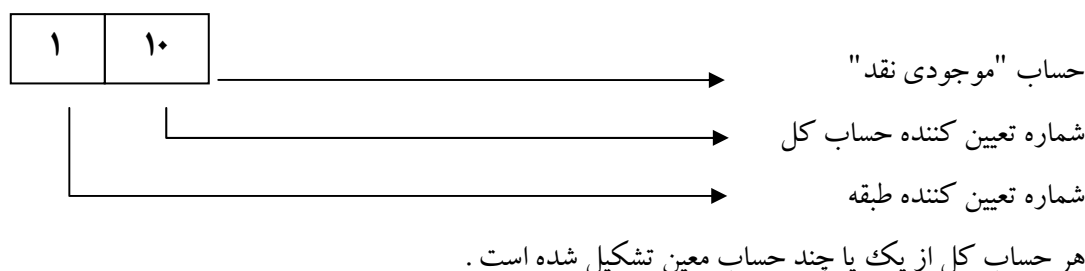 ۱ ۱۰
حساب "موجودی نقد"
شماره تعیین کننده حساب کل
شماره تعیین کننده طبقه
هر حساب کل از یک یا چند حساب معین تشکیل شده است .